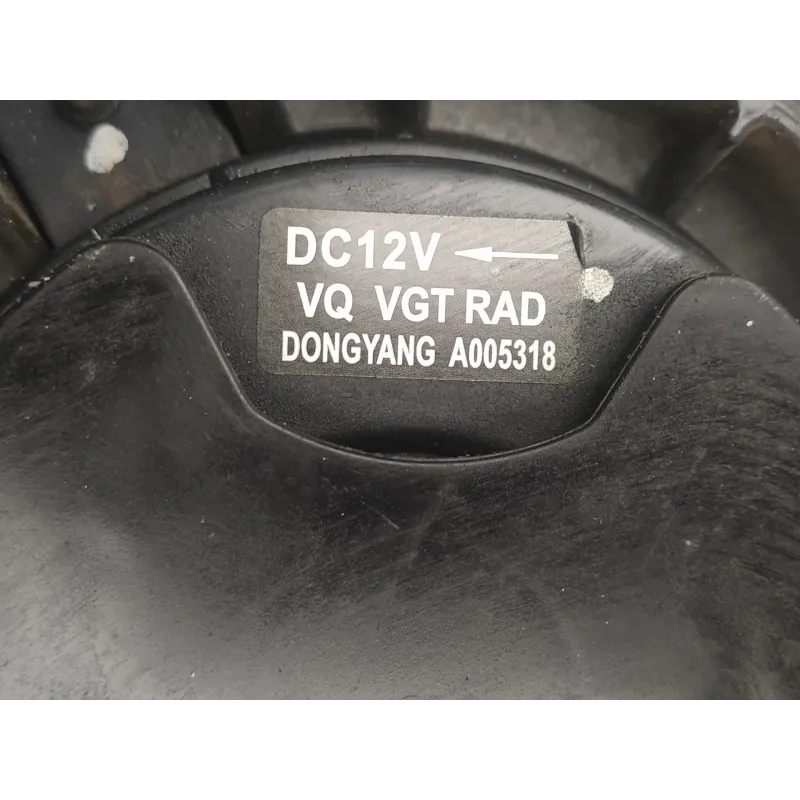 DC12V ←
VQ VGT RAD
DONGYANG A005318